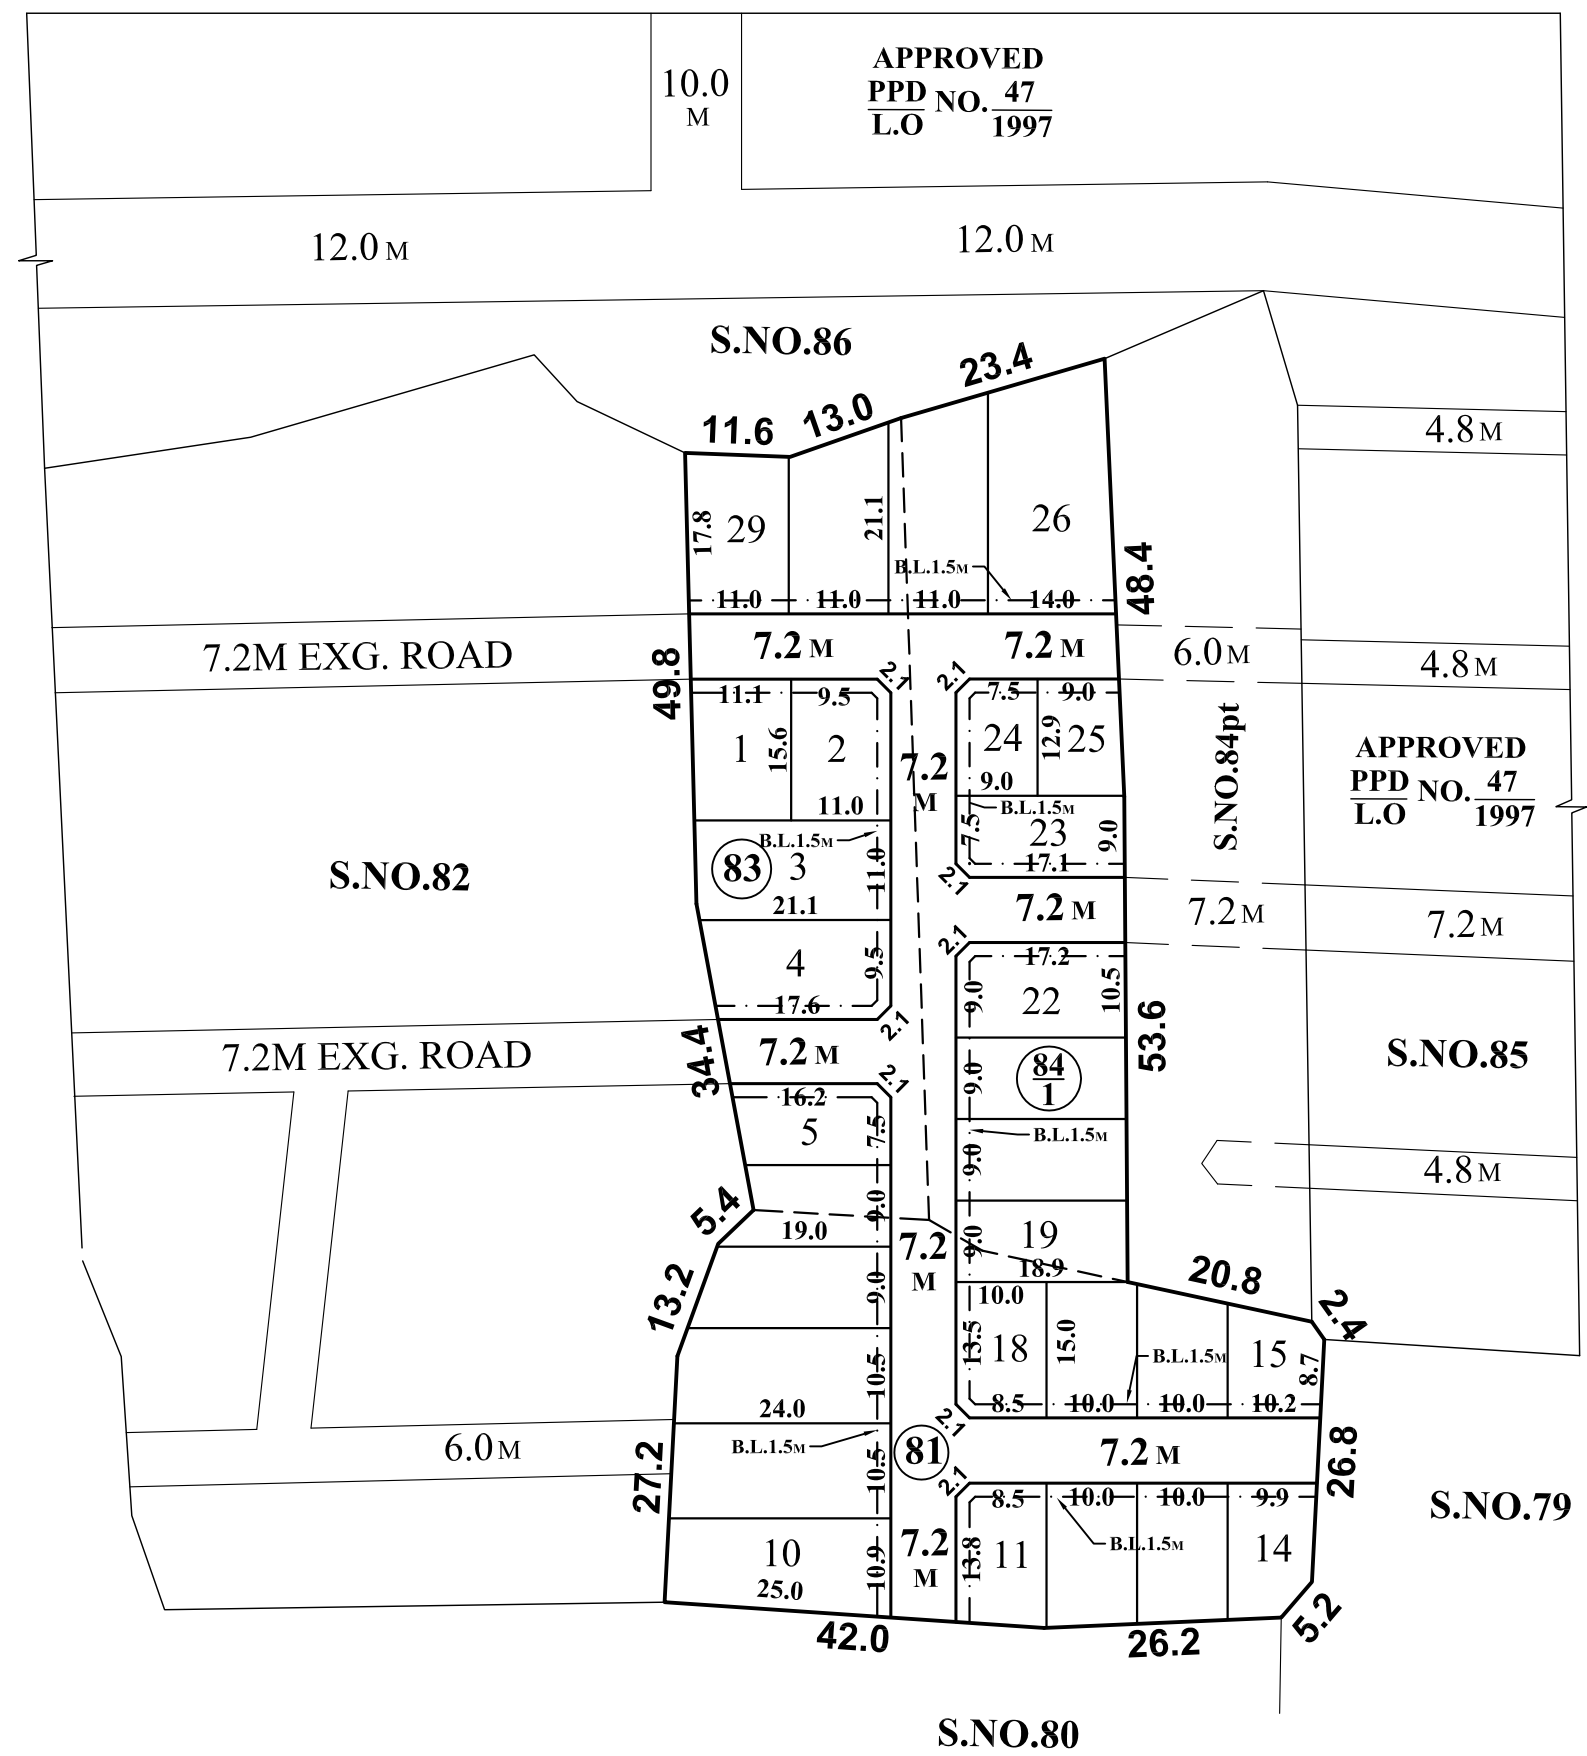 APPROVED
PPD
L.O
NO.
47
1997
10.0
M
12.0 M
12.0 M
S.NO.86
23.4
13.0
11.6
4.8 M
17.8
29
21.1
26
B.L.1.5M
48.4
11.0
11.0
11.0
14.0
7.2M EXG. ROAD
7.2 M
7.2 M
6.0 M
4.8 M
49.8
2.1
2.1
11.1
9.5
7.5
9.0
1
15.6
2
24
12.9
25
7.2
M
S.NO.84pt
APPROVED
PPD
L.O
NO.
47
1997
11.0
9.0
B.L.1.5M
B.L.1.5M
7.5
23
9.0
S.NO.82
83
3
11.0
17.1
2.1
21.1
7.2 M
7.2 M
7.2 M
2.1
4
9.5
17.2
9.0
22
10.5
17.6
2.1
53.6
7.2M EXG. ROAD
34.4
7.2 M
S.NO.85
2.1
9.0
84
1
16.2
5
7.5
B.L.1.5M
9.0
4.8 M
5.4
9.0
19.0
7.2
M
9.0
19
18.9
20.8
13.2
9.0
10.0
2.4
13.5
18
15.0
B.L.1.5M
15
8.7
10.5
24.0
8.5
10.0
10.0
10.2
2.1
6.0 M
B.L.1.5M
81
7.2 M
27.2
10.5
26.8
2.1
8.5
10.0
10.0
9.9
S.NO.79
10
10.9
7.2
M
13.8
11
B.L.1.5M
14
25.0
42.0
26.2
5.2
S.NO.80